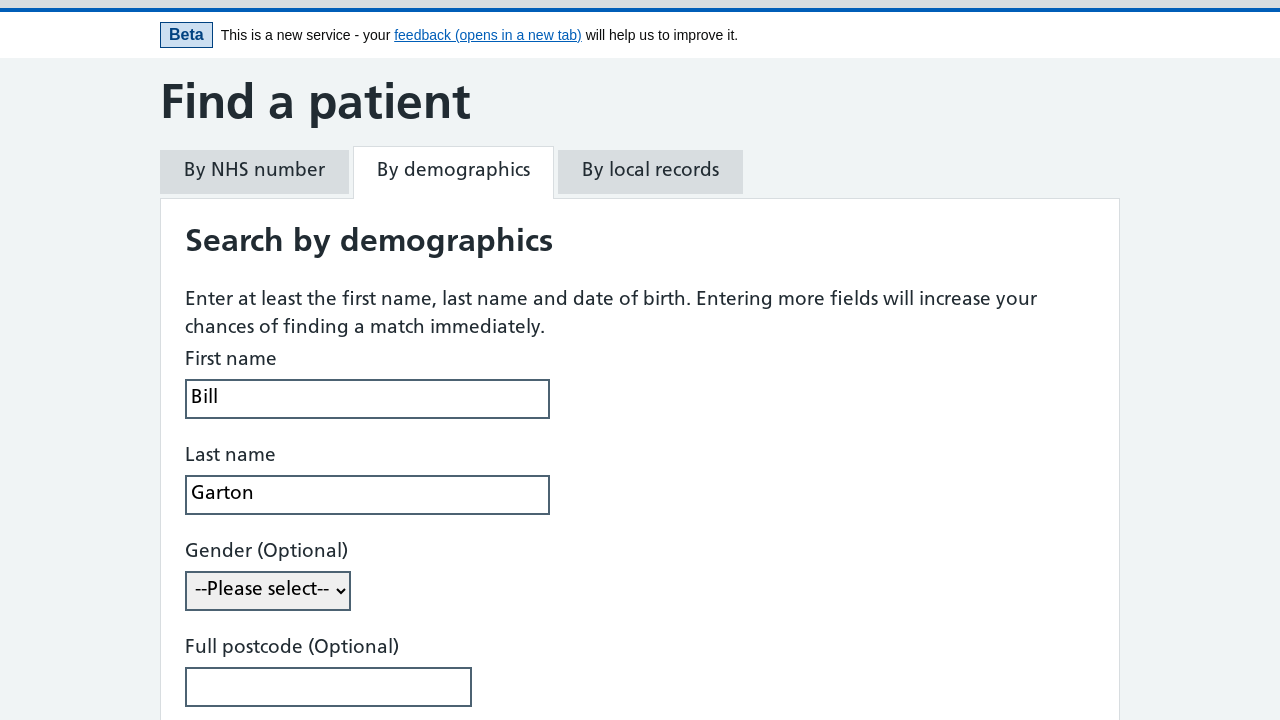 Beta This is a new service - your feedback (opens in a new tab) will help us to improve it.
Find a patient
By NHS number By demographics By local records
Search by demographics
Enter at least the first name, last name and date of birth. Entering more fields will increase your
chances of finding a match immediately.
First name
Bill
Last name
Garton
Gender (Optional)
--Please select--
Full postcode (Optional)